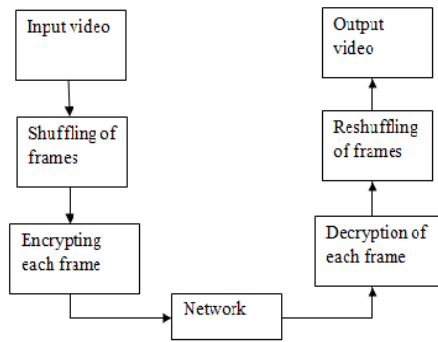 Input video
Shuffling of
frames
Encrypting
each frame
Network
Decryption of
each frame
Reshuffling
of frames
Output
video